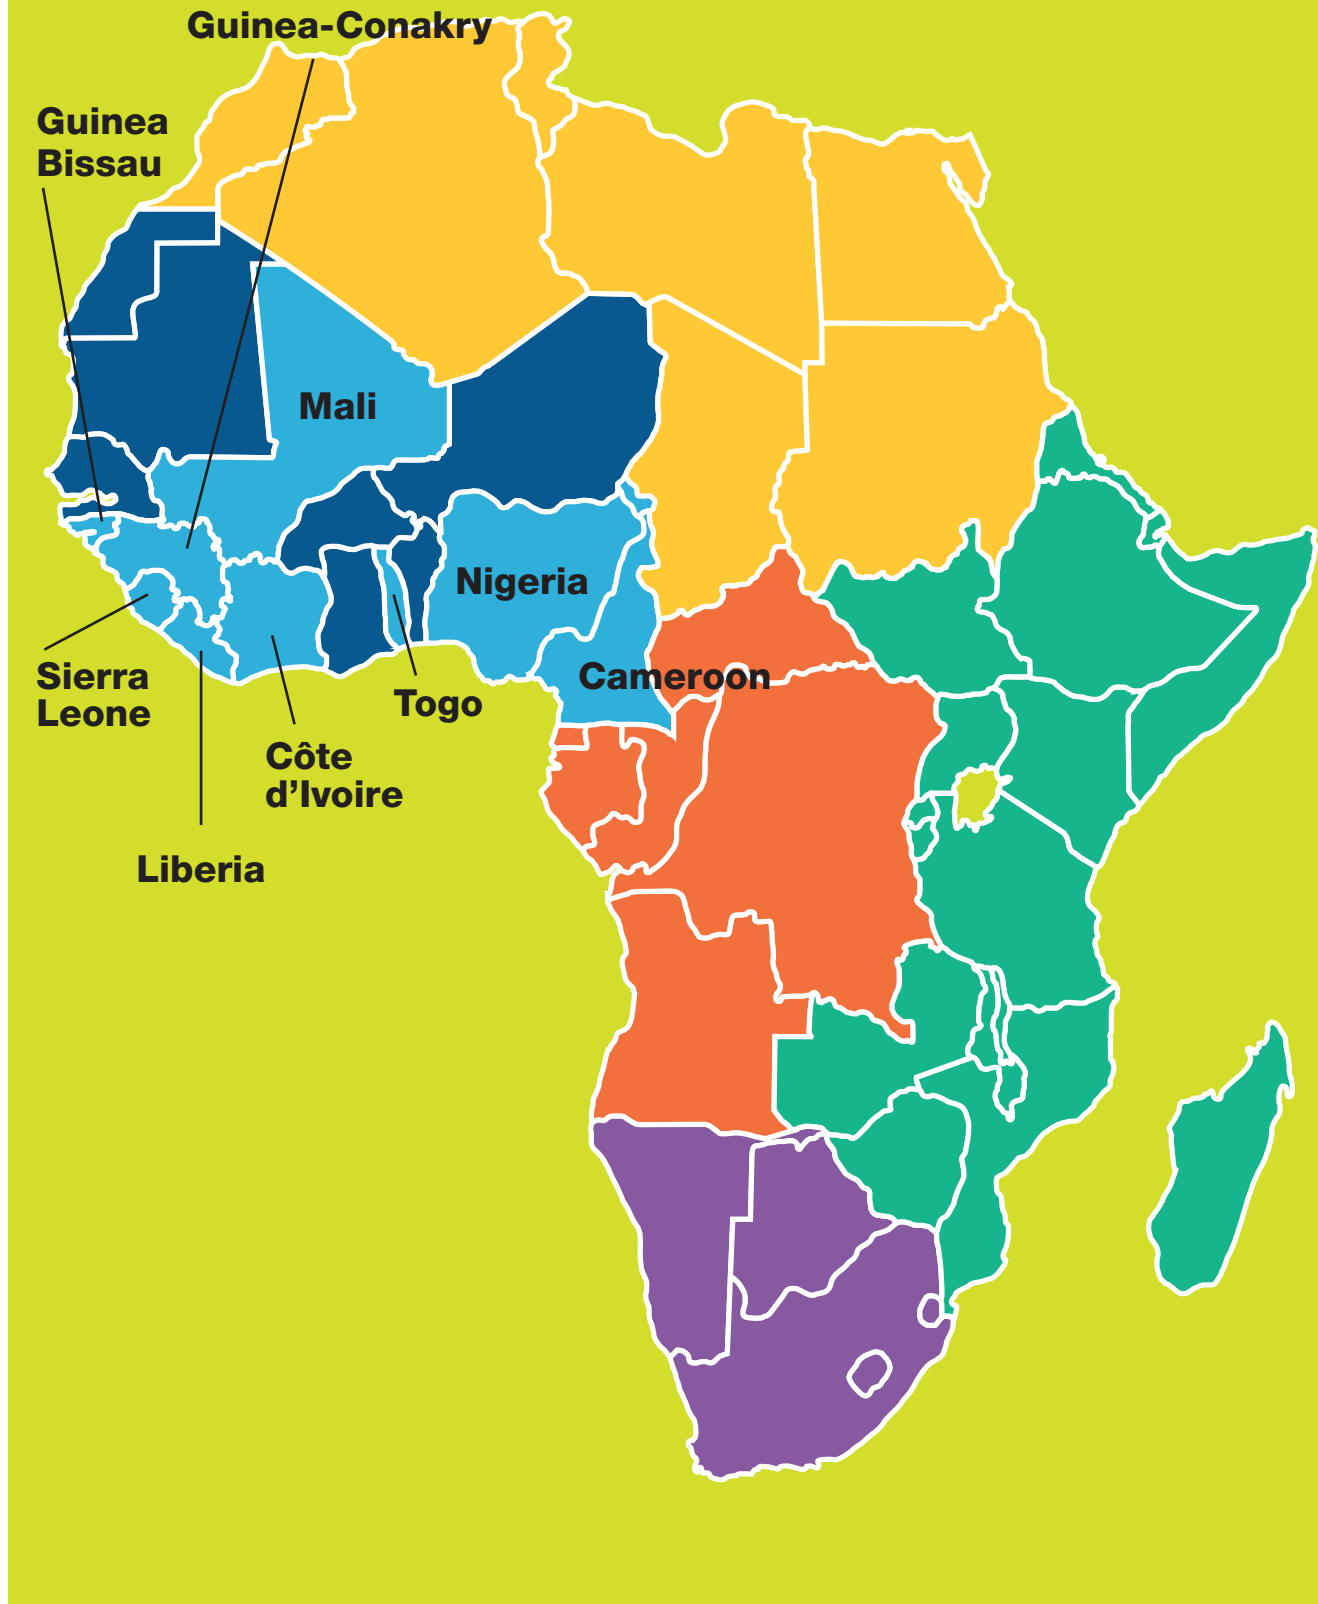 Guinea-Conakry
Guinea
Bissau
Mali
Nigeria
Cameroon
Sierra
Leone
Togo
Côte
d’Ivoire
Liberia